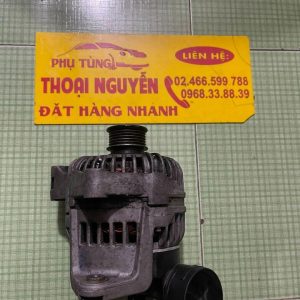 PHỤ TÙNG
THOẠI NGUYỄN
ĐẶT HÀNG NHANH
LIÊN HỆ:
02.466.599 788
0968.33.88.39